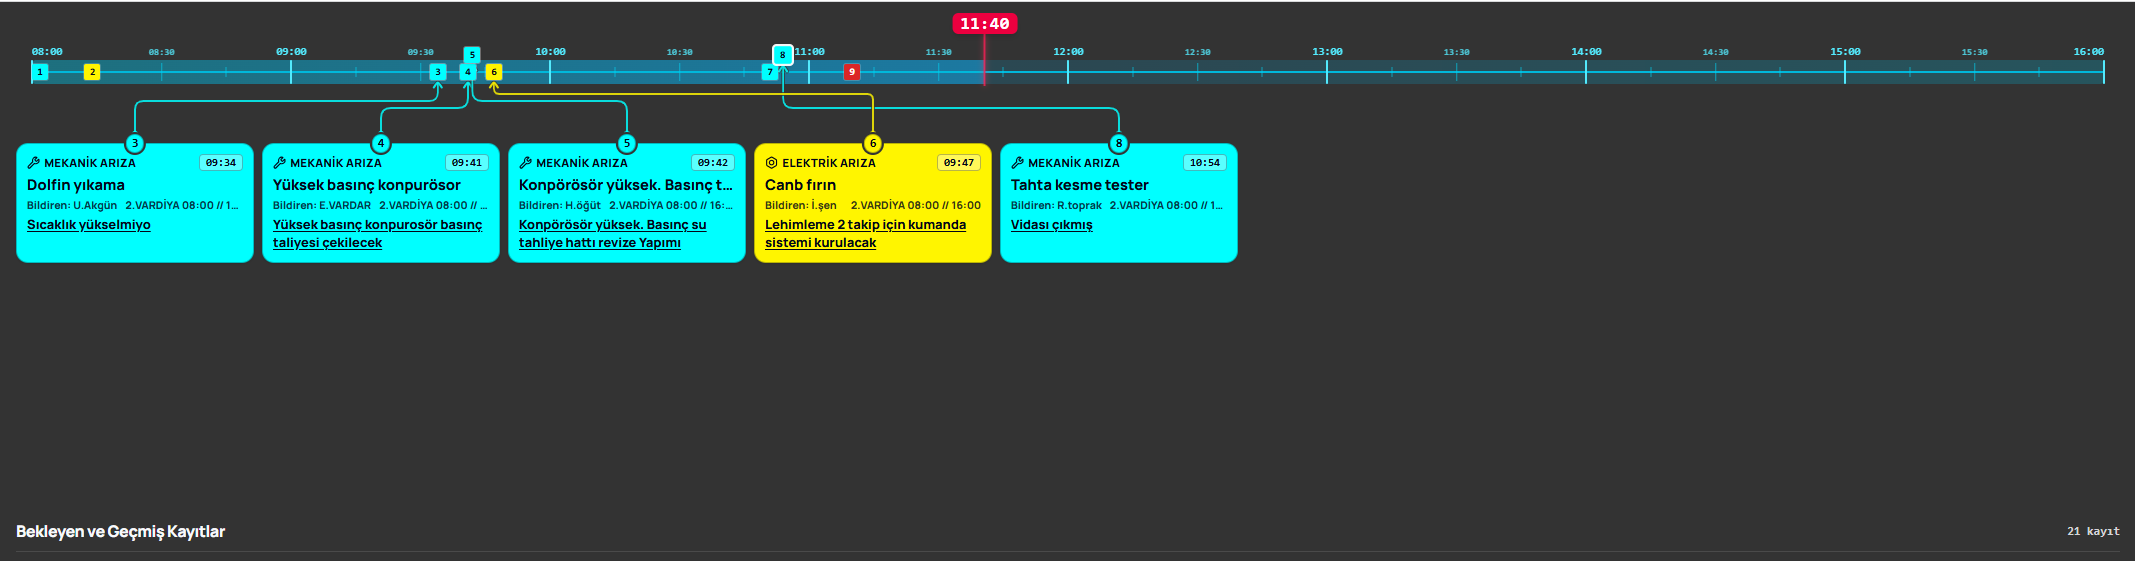 11:40
08:00 08:30 09:00 09:30 10:00 10:30 11:00 11:30 12:00 12:30 13:00 13:30 14:00 14:30 15:00 15:30 16:00
5 8
1 2 3 4 6 7 9
3
MEKANİK ARIZA 09:34
Dolfin yıkama
Bildiren: U.Akgün 2.VARDİYA 08:00 // 1...
Sıcaklık yükselmiyo
4
MEKANİK ARIZA 09:41
Yüksek basınç konpurösor
Bildiren: E.VARDAR 2.VARDİYA 08:00 // ...
Yüksek basınç konpurosör basınç
taliyesi çekilecek
5
MEKANİK ARIZA 09:42
Konpörösör yüksek. Basınç t...
Bildiren: H.öğüt 2.VARDİYA 08:00 // 16:...
Konpörösör yüksek. Basınç su
tahliye hattı revize Yapımı
6
ELEKTRİK ARIZA 09:47
Canb fırın
Bildiren: İ.şen 2.VARDİYA 08:00 // 16:00
Lehimleme 2 takip için kumanda
sistemi kurulacak
8
MEKANİK ARIZA 10:54
Tahta kesme tester
Bildiren: R.toprak 2.VARDİYA 08:00 // 1...
Vidası çıkmış
Bekleyen ve Geçmiş Kayıtlar
21 kayıt